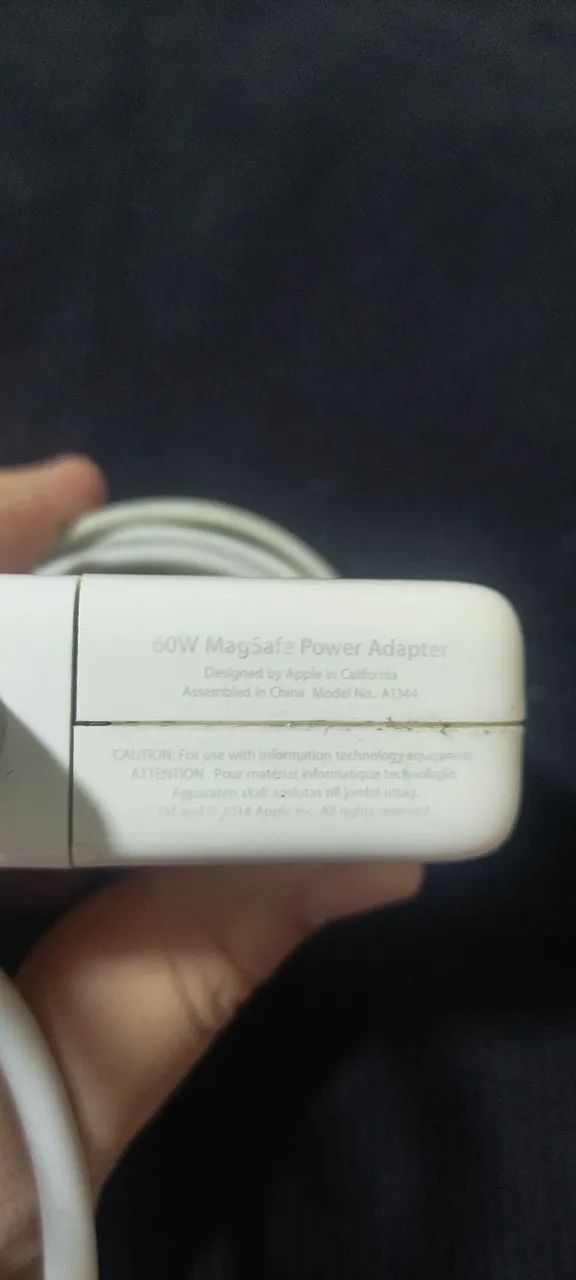 60W MagSafe Power Adapter
Designed by Apple in California
Assembled in China Model No.: A1344
CAUTION: For use with information technology equipment
ATTENTION : Pour matériel informatique technologie
Apparaten skall anslutas till jordat uttag.
TM and © 2014 Apple Inc. All rights reserved.